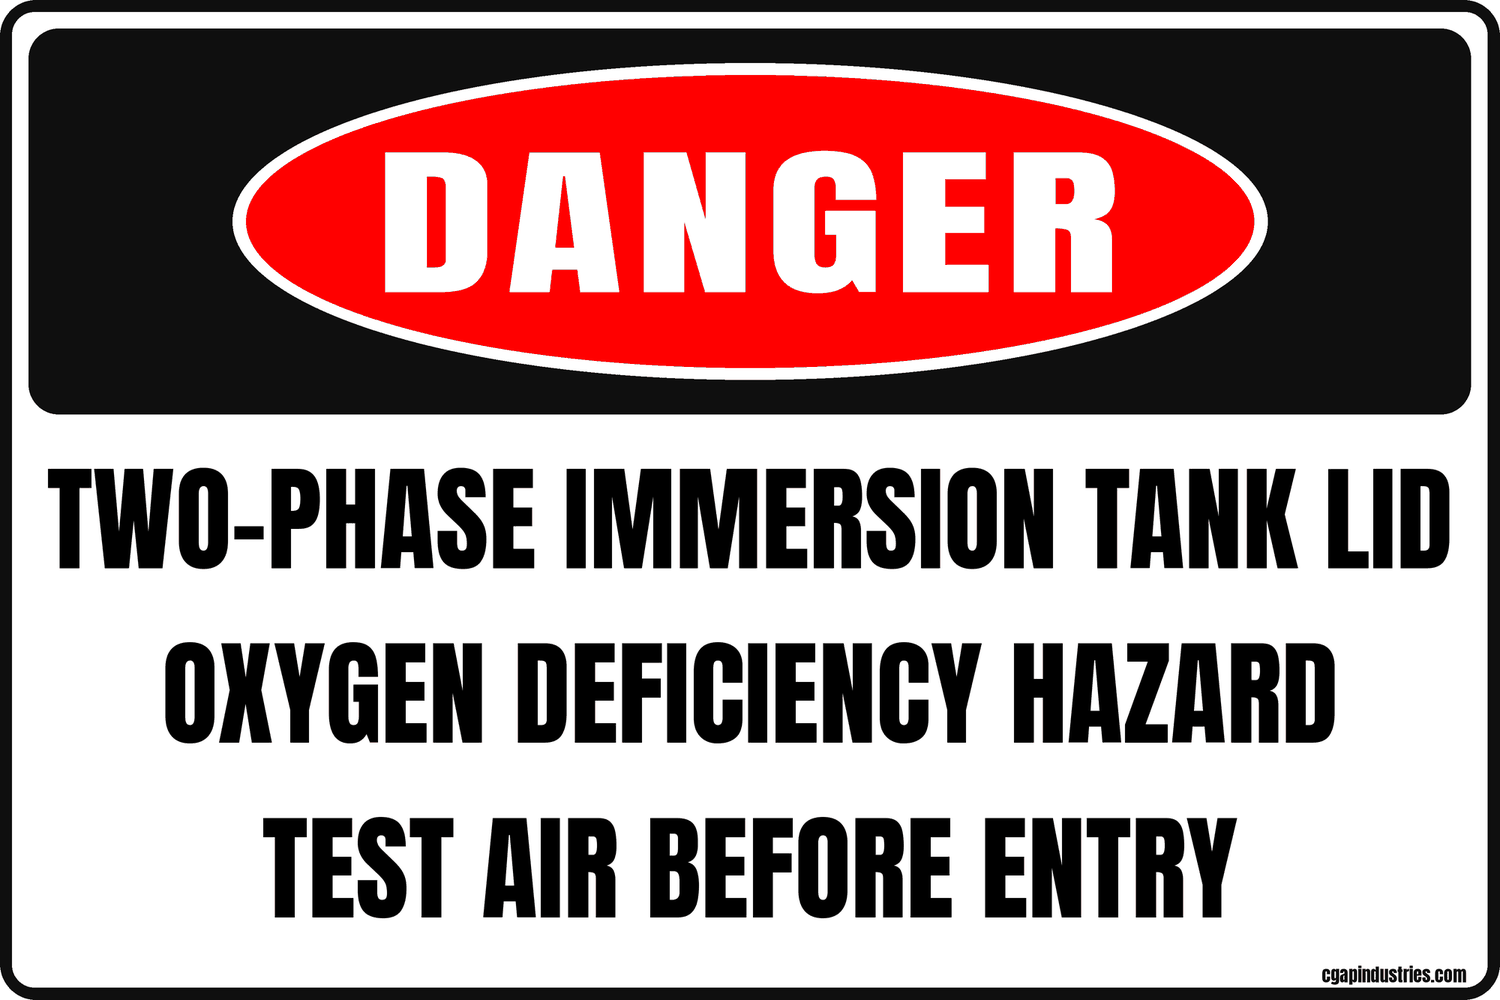 DANGER
TWO-PHASE IMMERSION TANK LID
OXYGEN DEFICIENCY HAZARD
TEST AIR BEFORE ENTRY
cgapindustries.com